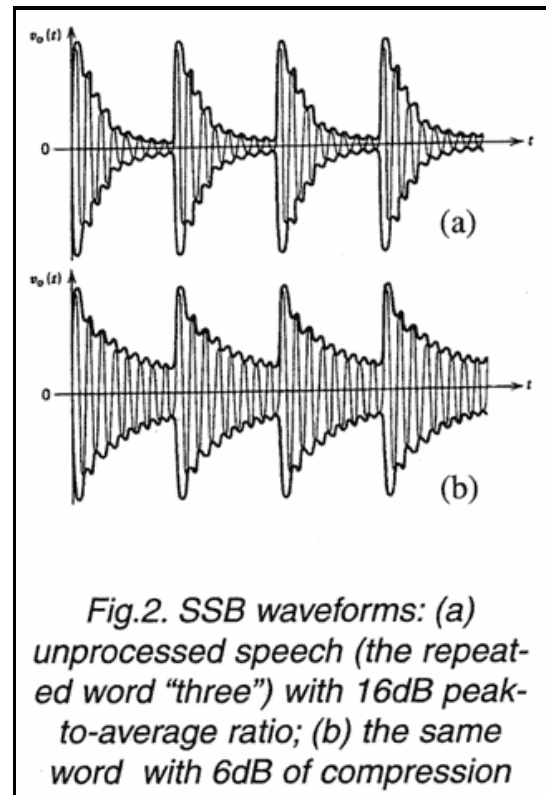 v₀(t)
0
t
(a)
v₀(t)
0
t
(b)
Fig.2. SSB waveforms: (a)
unprocessed speech (the repeat-
ed word “three”) with 16dB peak-
to-average ratio; (b) the same
word with 6dB of compression